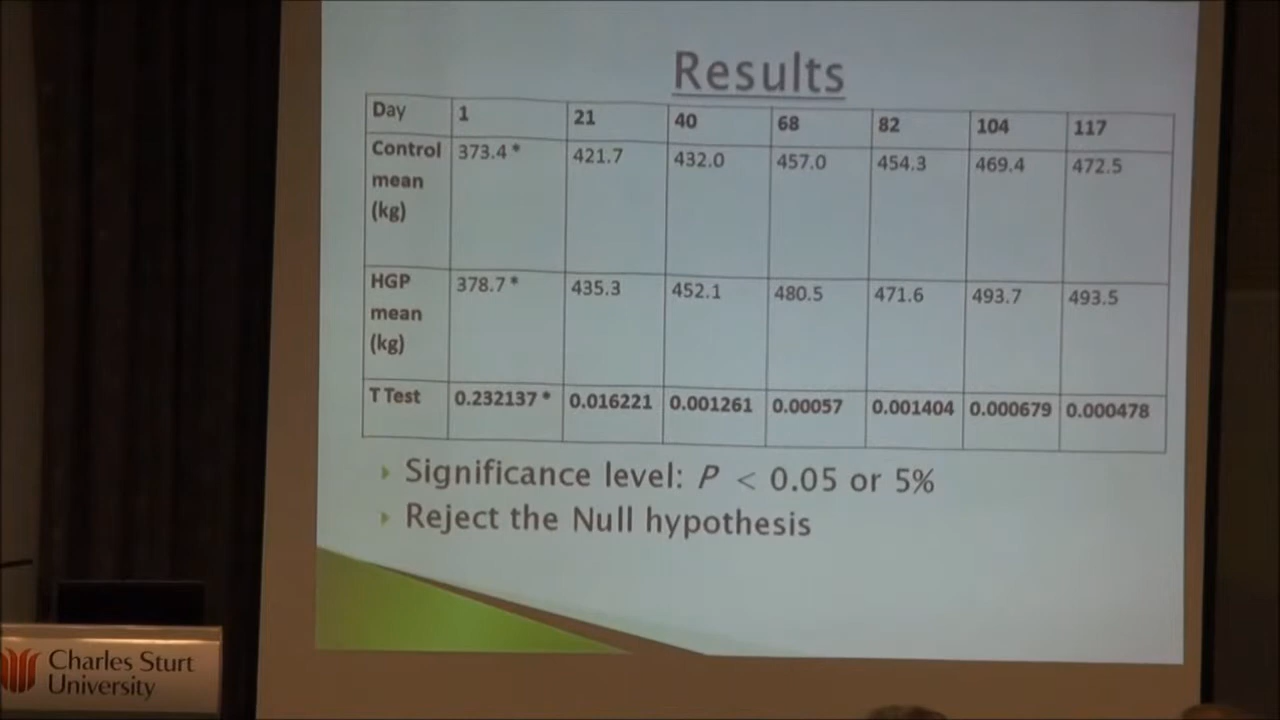 Results
Day 1 21 40 68 82 104 117
Control mean (kg) 373.4 * 421.7 432.0 457.0 454.3 469.4 472.5
HGP mean (kg) 378.7 * 435.3 452.1 480.5 471.6 493.7 493.5
T Test 0.232137 * 0.016221 0.001261 0.00057 0.001404 0.000679 0.000478
Significance level: P < 0.05 or 5%
Reject the Null hypothesis
Charles Sturt
University